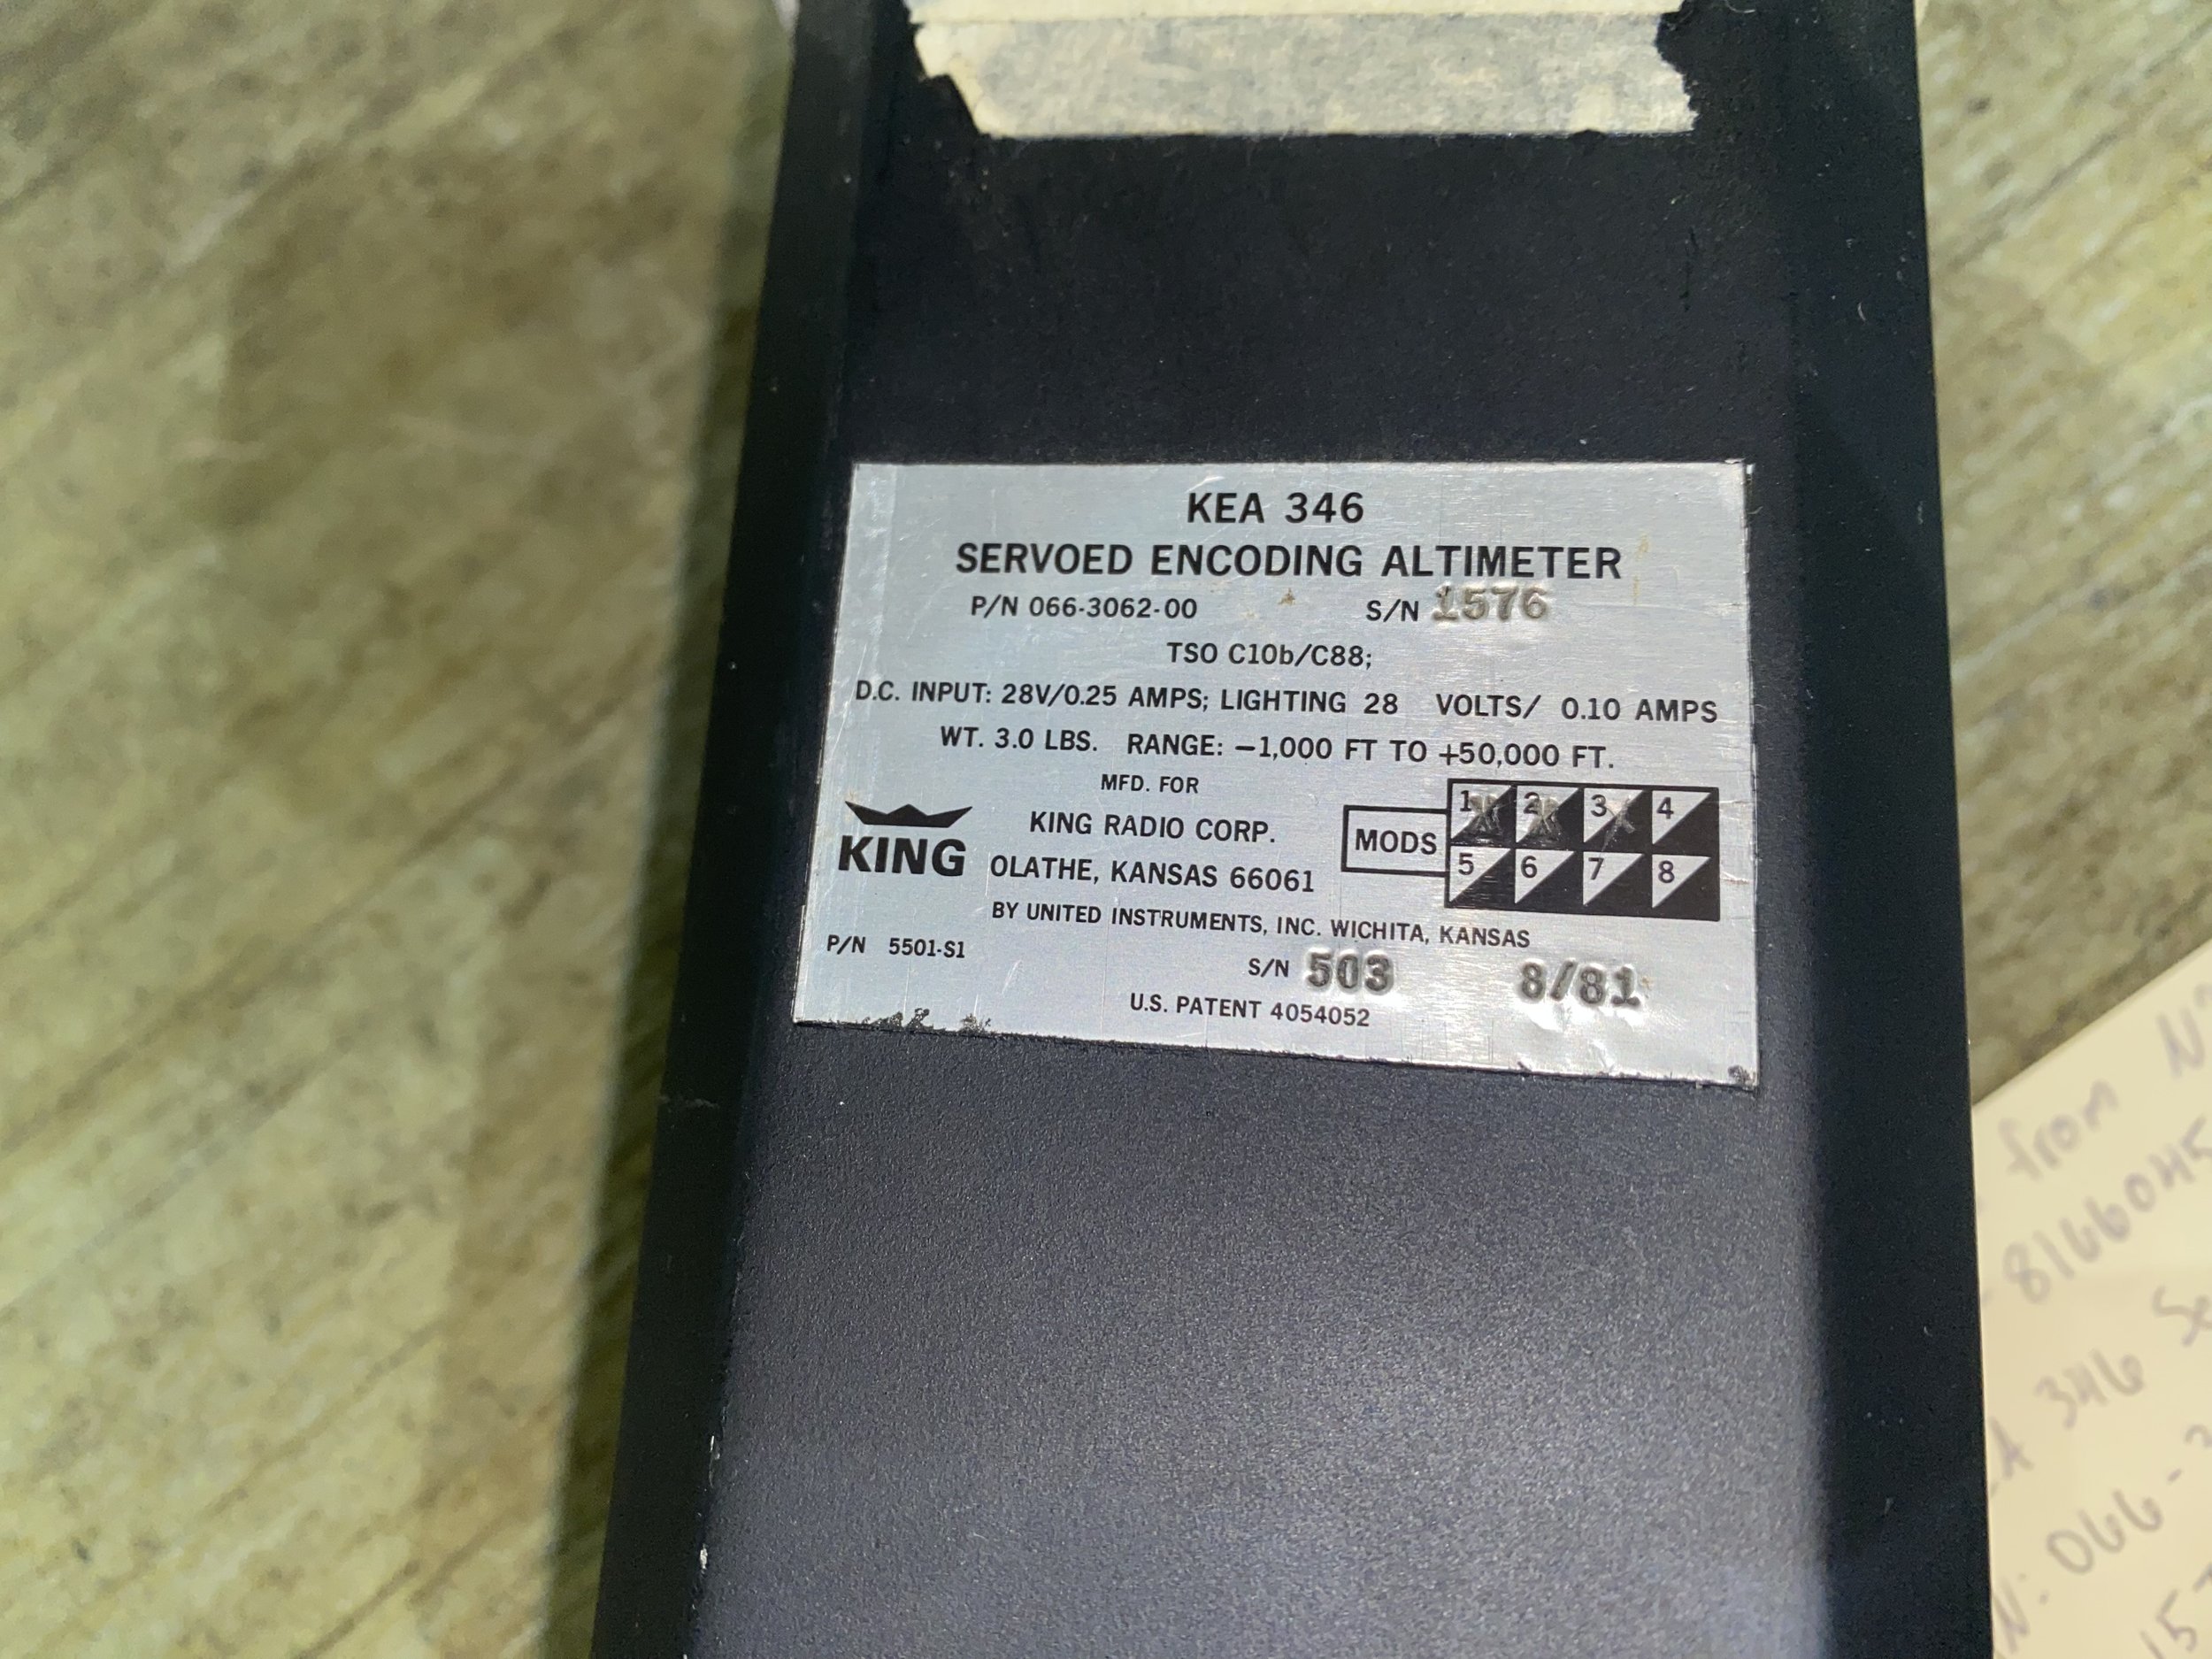 KEA 346
SERVOED ENCODING ALTIMETER
P/N 066-3062-00 S/N 1576
TSO C10b/C88;
D.C. INPUT: 28V/0.25 AMPS; LIGHTING 28 VOLTS/ 0.10 AMPS
WT. 3.0 LBS. RANGE: −1,000 FT TO +50,000 FT.
MFD. FOR
KING
KING RADIO CORP.
OLATHE, KANSAS 66061
MODS
1 2 3 4
5 6 7 8
BY UNITED INSTRUMENTS, INC. WICHITA, KANSAS
P/N 5501-S1 S/N 503 8/81
U.S. PATENT 4054052
from
346
066-